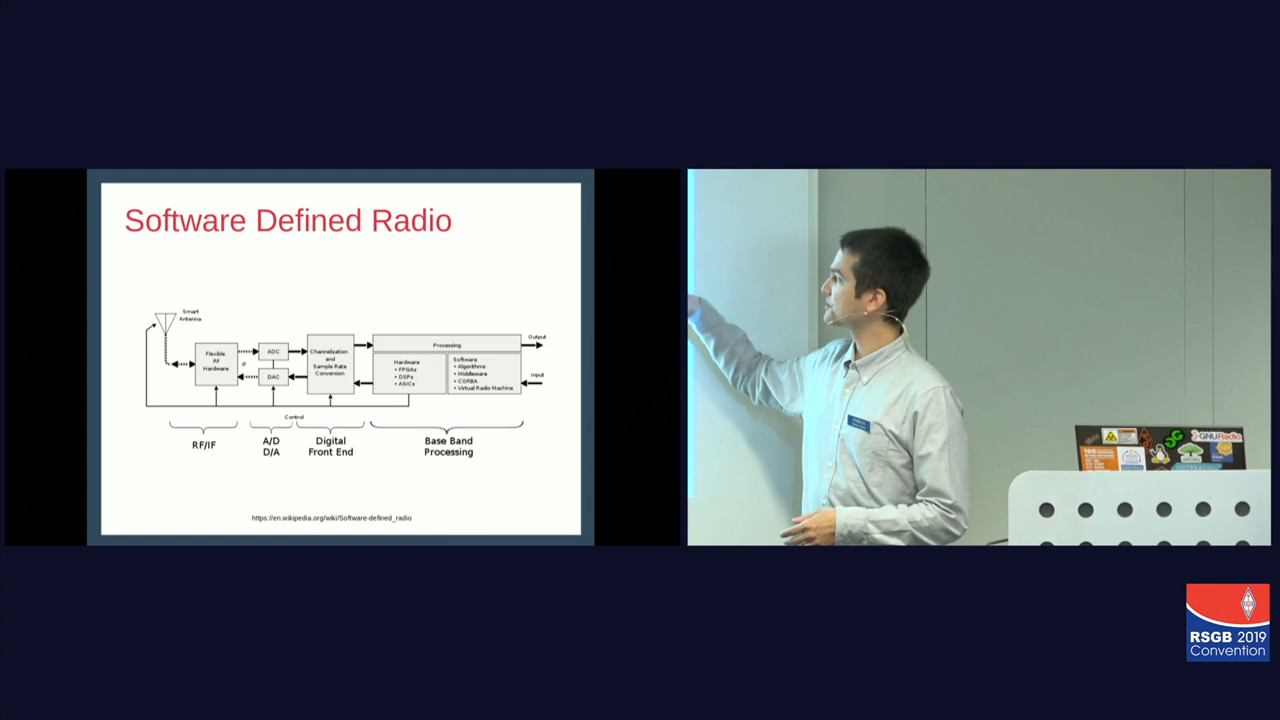 Software Defined Radio
Smart
Antenna
Flexible
RF
Hardware
IF
ADC
DAC
Channelization
and
Sample Rate
Conversion
Processing
Hardware
• FPGAs
• DSPs
• ASICs
Software
• Algorithms
• Middleware
• CORBA
• Virtual Radio Machine
Output
Input
Control
RF/IF
A/D
D/A
Digital
Front End
Base Band
Processing
https://en.wikipedia.org/wiki/Software-defined_radio
GNURadio
RSGB 2019
Convention